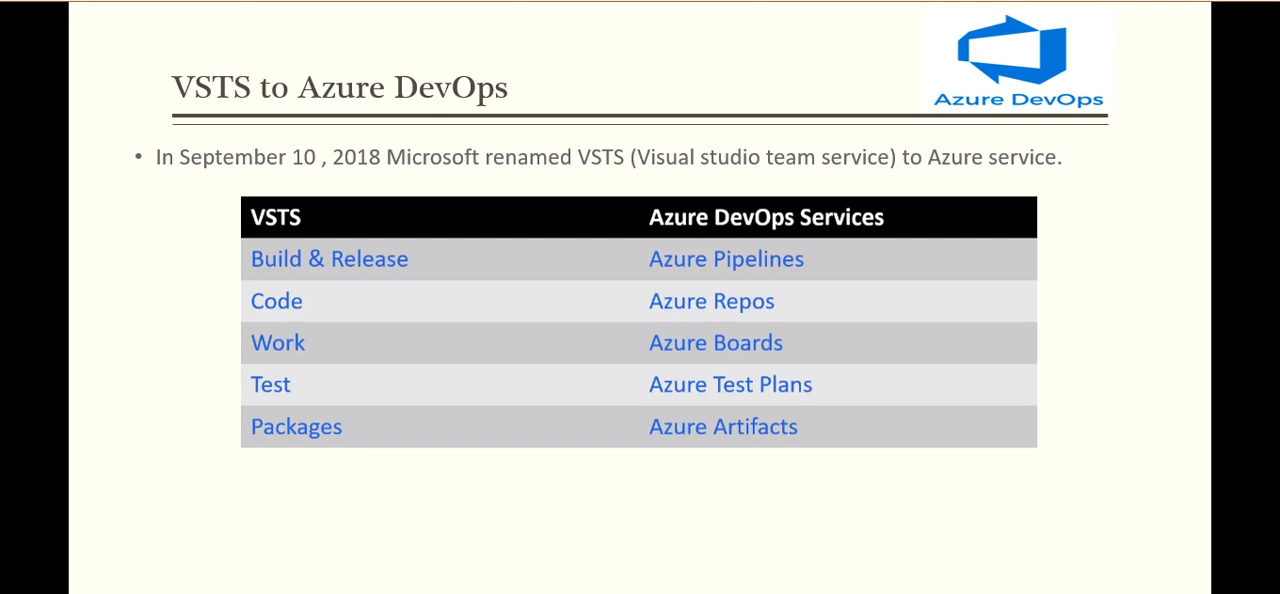 VSTS to Azure DevOps
Azure DevOps
• In September 10 , 2018 Microsoft renamed VSTS (Visual studio team service) to Azure service.
VSTS Azure DevOps Services
Build & Release Azure Pipelines
Code Azure Repos
Work Azure Boards
Test Azure Test Plans
Packages Azure Artifacts